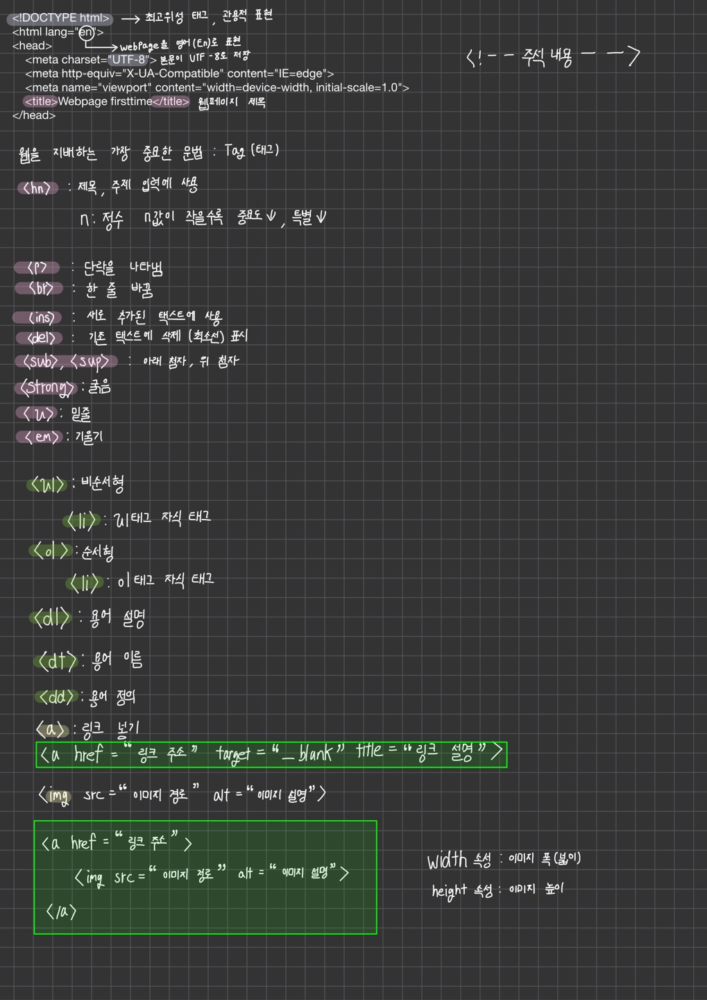 <!DOCTYPE html> → 최고위성 태그, 관용적 표현
<html lang="en">
<head> → webpage을 영어(En)로 표현
<meta charset="UTF-8"> 본문이 UTF-8로 저장
<! -- 주석 내용 -- >
<meta http-equiv="X-UA-Compatible" content="IE=edge">
<meta name="viewport" content="width=device-width, initial-scale=1.0">
<title>Webpage firsttime</title> 웹페이지 제목
</head>
웹을 지배하는 가장 중요한 문법 : Tag (태그)
<hn> : 제목, 주제 입력에 사용
n : 정수 n값이 작을수록 중요도↓, 특별↓
<p> : 단락을 나타냄
<br> : 한 줄 바꿈
<ins> : 새로 추가된 택스트에 사용
<del> : 기존 텍스트에 삭제 (최소선) 표시
<sub>, <sup> : 아래 첨자, 위 첨자
<strong> : 굵음
<u> : 밑줄
<em> : 기울기
<ul> : 비순서형
<li> : ul태그 자식 태그
<ol> : 순서형
<li> : ol태그 자식 태그
<dl> : 용어 설명
<dt> : 용어 이름
<dd> : 용어 정의
<a> : 링크 넣기
<a href = “링크 주소” target = “_blank” title = “링크 설명”>
<img src = “이미지 경로” alt = “이미지 설명”>
<a href = “링크 주소”>
<img src = “이미지 경로” alt = “이미지 설명”>
</a>
width 속성 : 이미지 폭(넓이)
height 속성 : 이미지 높이